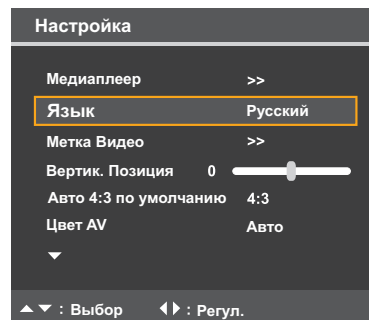 Настройка
Медиаплеер >>
Язык Русский
Метка Видео >>
Вертик. Позиция 0
Авто 4:3 по умолчанию 4:3
Цвет AV Авто
: Выбор : Регул.